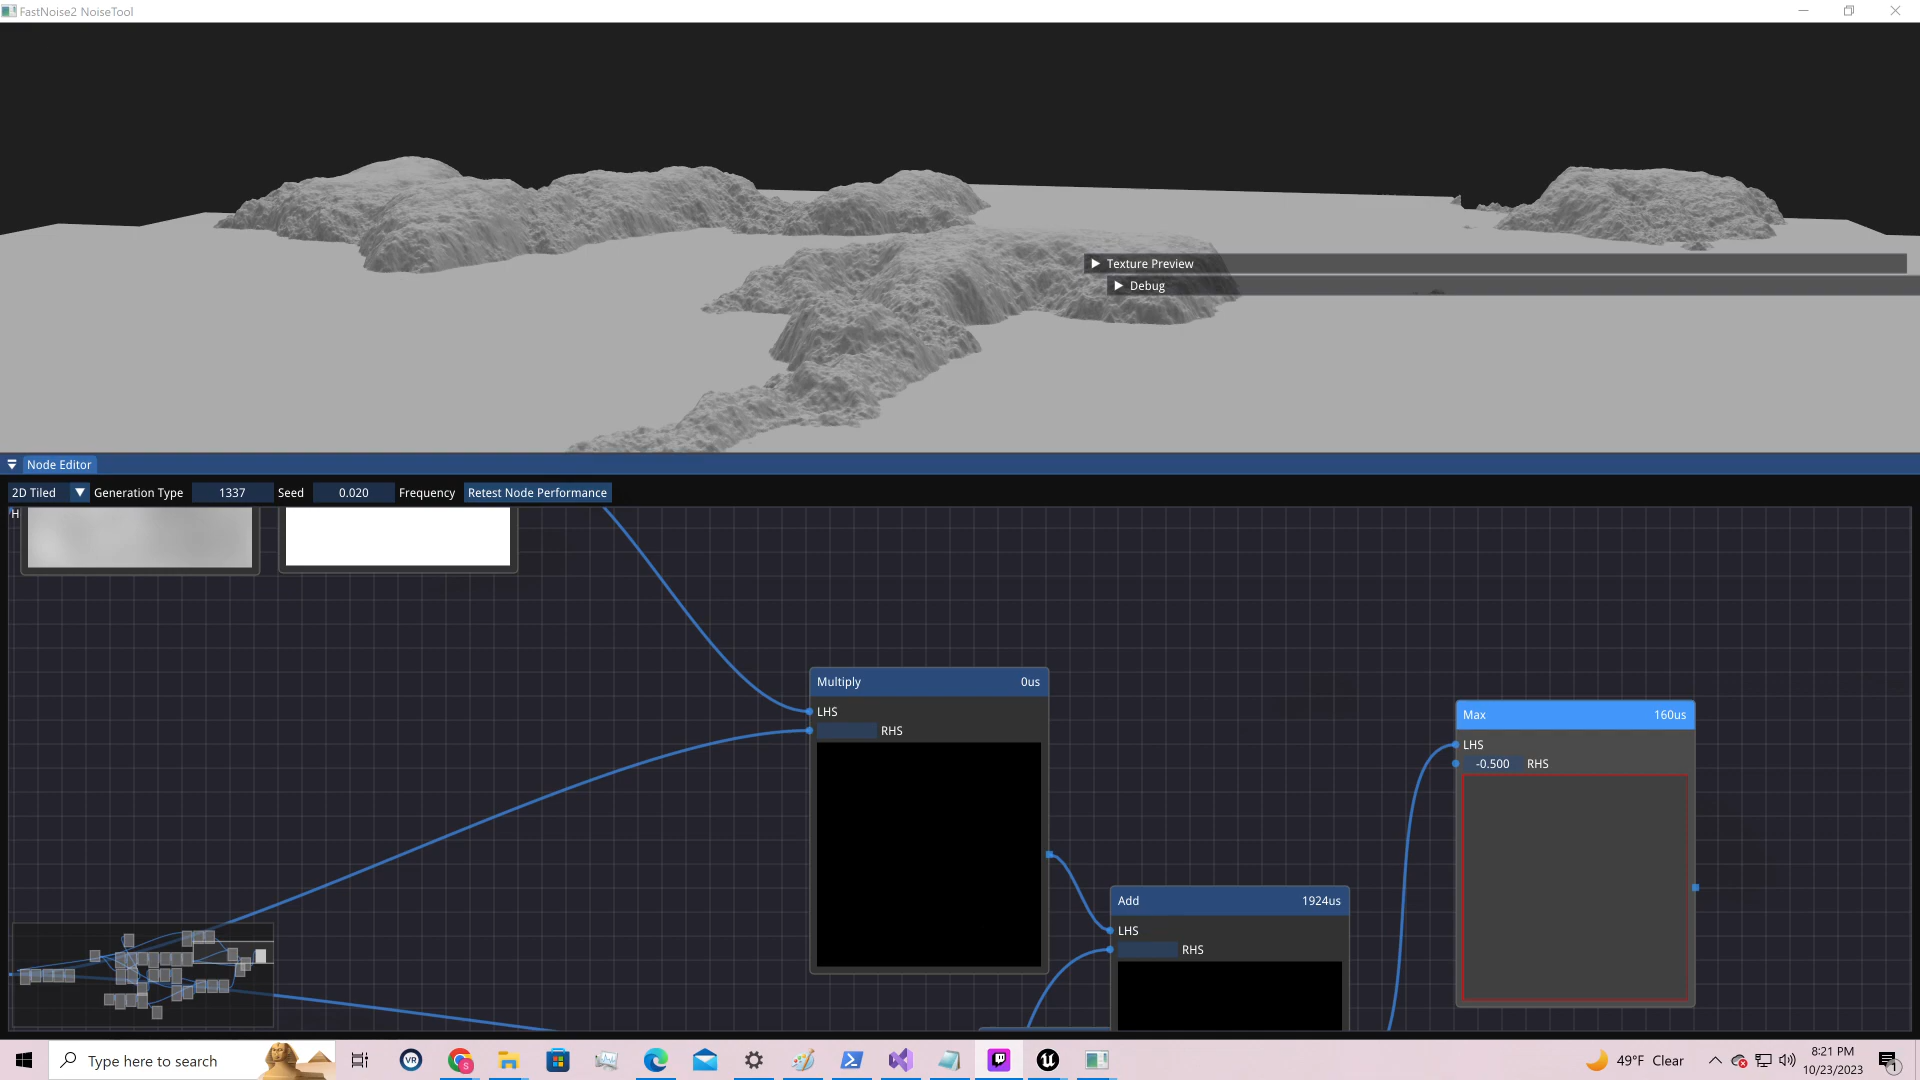 FastNoise2 NoiseTool
Texture Preview
Debug
Node Editor
2D Tiled Generation Type 1337 Seed 0.020 Frequency Retest Node Performance
H
Multiply 0us
LHS
RHS
Max 160us
LHS
-0.500 RHS
Add 1924us
LHS
RHS
Type here to search
VR
S
49°F Clear
8:21 PM
10/23/2023
1